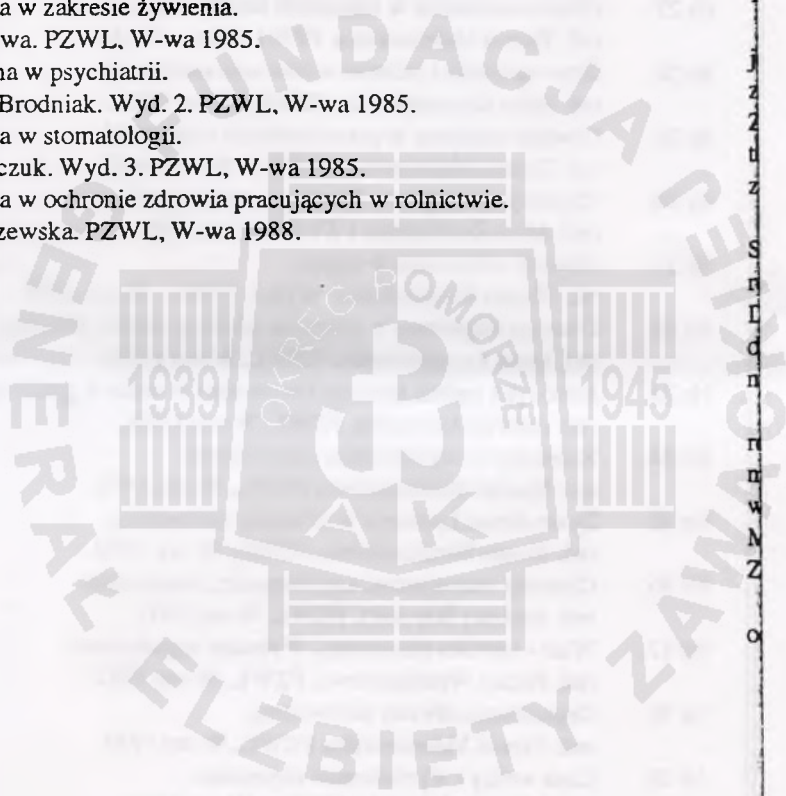 a w zakresie żywienia.
wa. PZWL, W-wa 1985.
na w psychiatrii.
Brodniak. Wyd. 2. PZWL, W-wa 1985.
a w stomatologii.
czuk. Wyd. 3. PZWL, W-wa 1985.
a w ochronie zdrowia pracujących w rolnictwie.
zewska. PZWL, W-wa 1988.
FUNDACJA GENERAŁ ELŻBIETY ZAWACKIEJ
OKRĘG POMORZE
1939
1945
AK